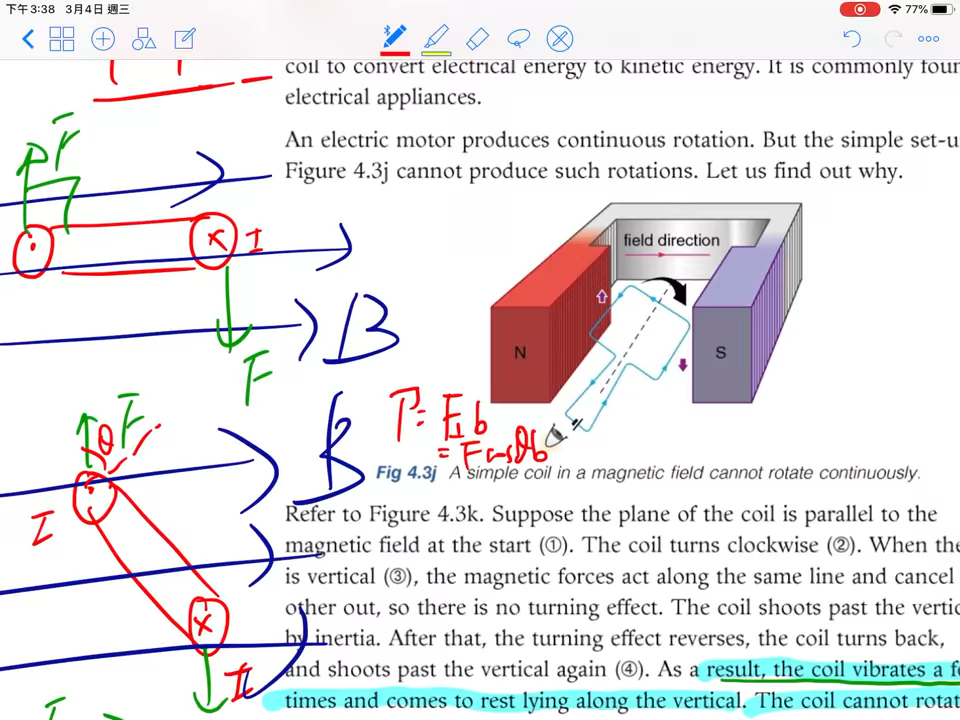 下午3:38 3月4日 週三
77%
coil to convert electrical energy to kinetic energy. It is commonly foun
electrical appliances.
An electric motor produces continuous rotation. But the simple set-u
Figure 4.3j cannot produce such rotations. Let us find out why.
field direction
N
S
F
I
B
F
F
θ
B
I
I
= F cosθ b
Fig 4.3j A simple coil in a magnetic field cannot rotate continuously.
Refer to Figure 4.3k. Suppose the plane of the coil is parallel to the
magnetic field at the start (①). The coil turns clockwise (②). When the
is vertical (③), the magnetic forces act along the same line and cancel
other out, so there is no turning effect. The coil shoots past the vertic
by inertia. After that, the turning effect reverses, the coil turns back,
and shoots past the vertical again (④). As a result, the coil vibrates a fe
times and comes to rest lying along the vertical. The coil cannot rotat